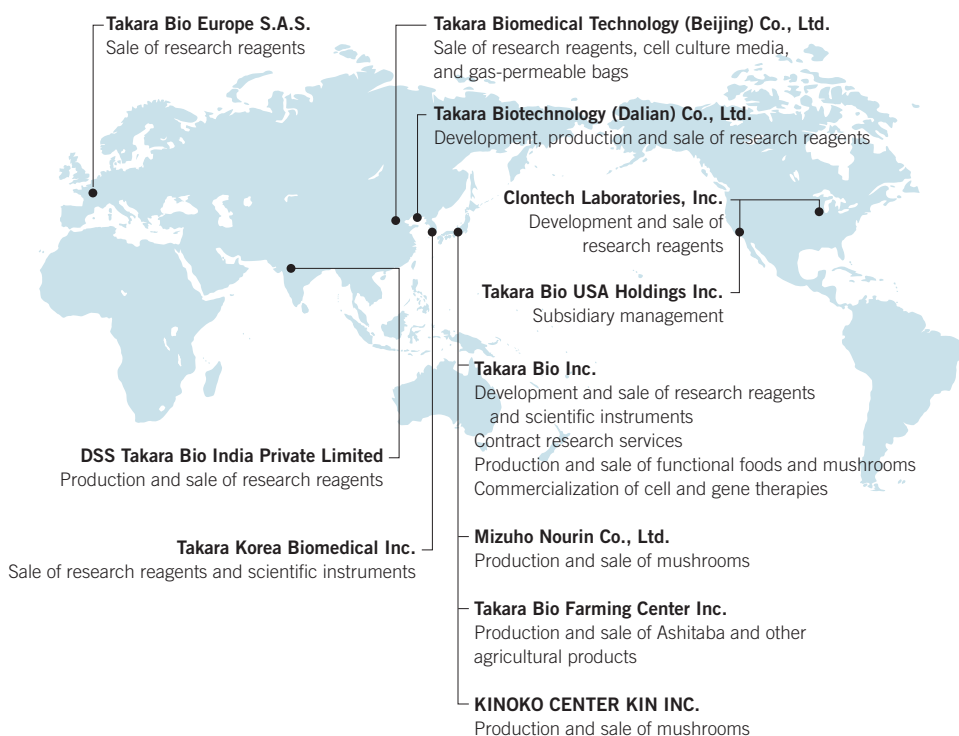 Takara Bio Europe S.A.S.
Sale of research reagents
Takara Biomedical Technology (Beijing) Co., Ltd.
Sale of research reagents, cell culture media,
and gas-permeable bags
Takara Biotechnology (Dalian) Co., Ltd.
Development, production and sale of research reagents
Clontech Laboratories, Inc.
Development and sale of
research reagents
Takara Bio USA Holdings Inc.
Subsidiary management
Takara Bio Inc.
Development and sale of research reagents
and scientific instruments
Contract research services
Production and sale of functional foods and mushrooms
Commercialization of cell and gene therapies
DSS Takara Bio India Private Limited
Production and sale of research reagents
Takara Korea Biomedical Inc.
Sale of research reagents and scientific instruments
Mizuho Nourin Co., Ltd.
Production and sale of mushrooms
Takara Bio Farming Center Inc.
Production and sale of Ashitaba and other
agricultural products
KINOKO CENTER KIN INC.
Production and sale of mushrooms